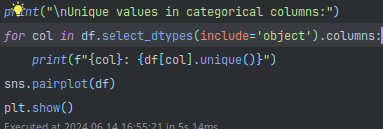 print("\nUnique values in categorical columns:")
for col in df.select_dtypes(include='object').columns:
    print(f"{col}: {df[col].unique()}")
sns.pairplot(df)
plt.show()
Executed at 2024.06.14 16:55:21 in 5s 14ms